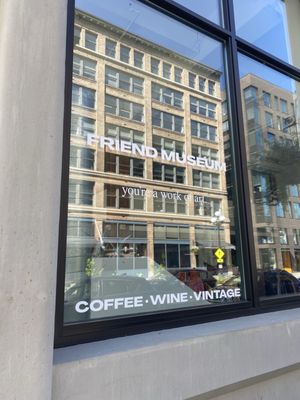 FRIEND MUSEUM
you're a work of art
COFFEE · WINE · VINTAGE